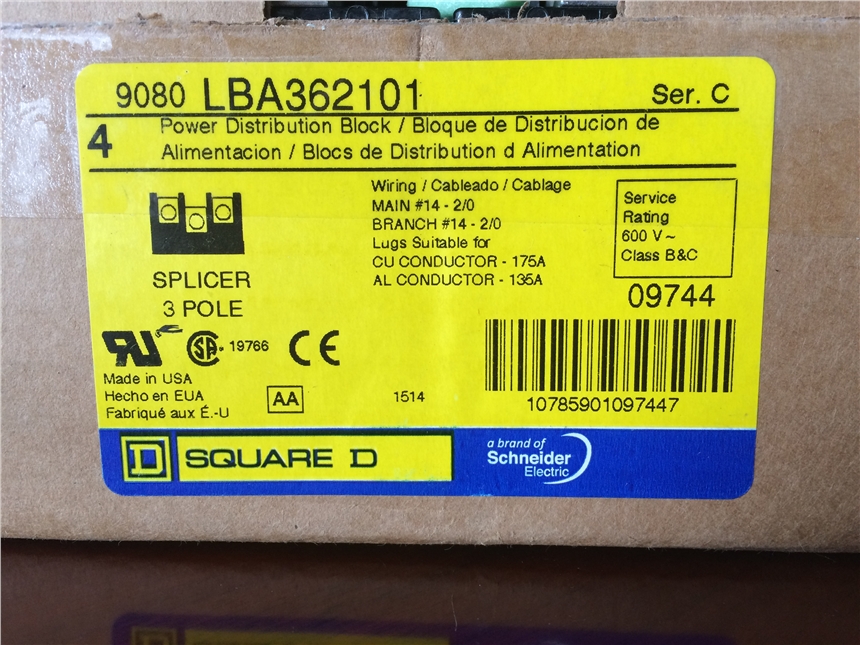 9080 LBA362101 Ser. C
4 Power Distribution Block / Bloque de Distribucion de
Alimentacion / Blocs de Distribution d Alimentation
Wiring / Cableado / Cablage
MAIN #14 - 2/0
BRANCH #14 - 2/0
Lugs Suitable for
CU CONDUCTOR - 175A
AL CONDUCTOR - 135A
Service
Rating
600 V~
Class B&C
SPLICER
3 POLE
09744
RU SA 19766 CE
Made in USA
Hecho en EUA
Fabriqué aux É.-U
AA
1514
10785901097447
D SQUARE D
a brand of
Schneider
Electric